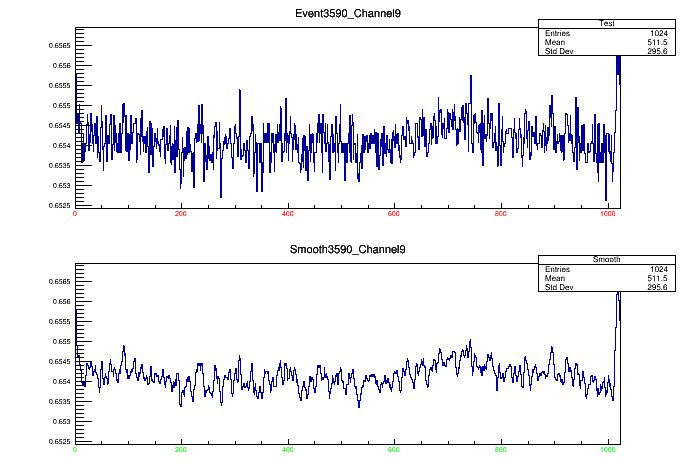 Event3590_Channel9
Test
Entries 1024
Mean 511.5
Std Dev 295.6
0.6565
0.656
0.6555
0.655
0.6545
0.654
0.6535
0.653
0.6525
0 200 400 600 800 1000
Smooth3590_Channel9
Smooth
Entries 1024
Mean 511.5
Std Dev 295.6
0.6565
0.656
0.6555
0.655
0.6545
0.654
0.6535
0.653
0.6525
0 200 400 600 800 1000